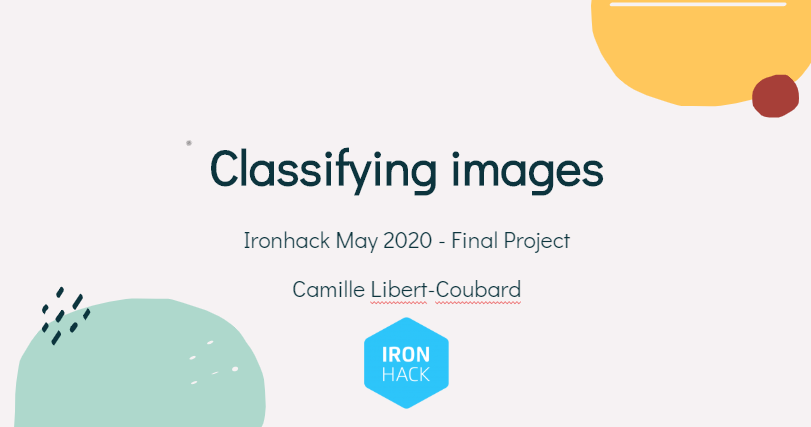 Classifying images
Ironhack May 2020 - Final Project
Camille Libert-Coubard
IRON
HACK